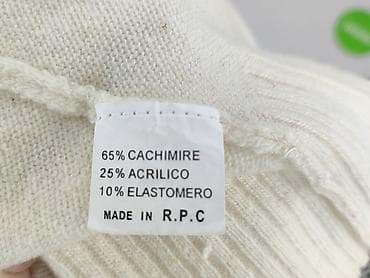 65% CACHIMIRE
25% ACRILICO
10% ELASTOMERO
MADE IN R.P.C